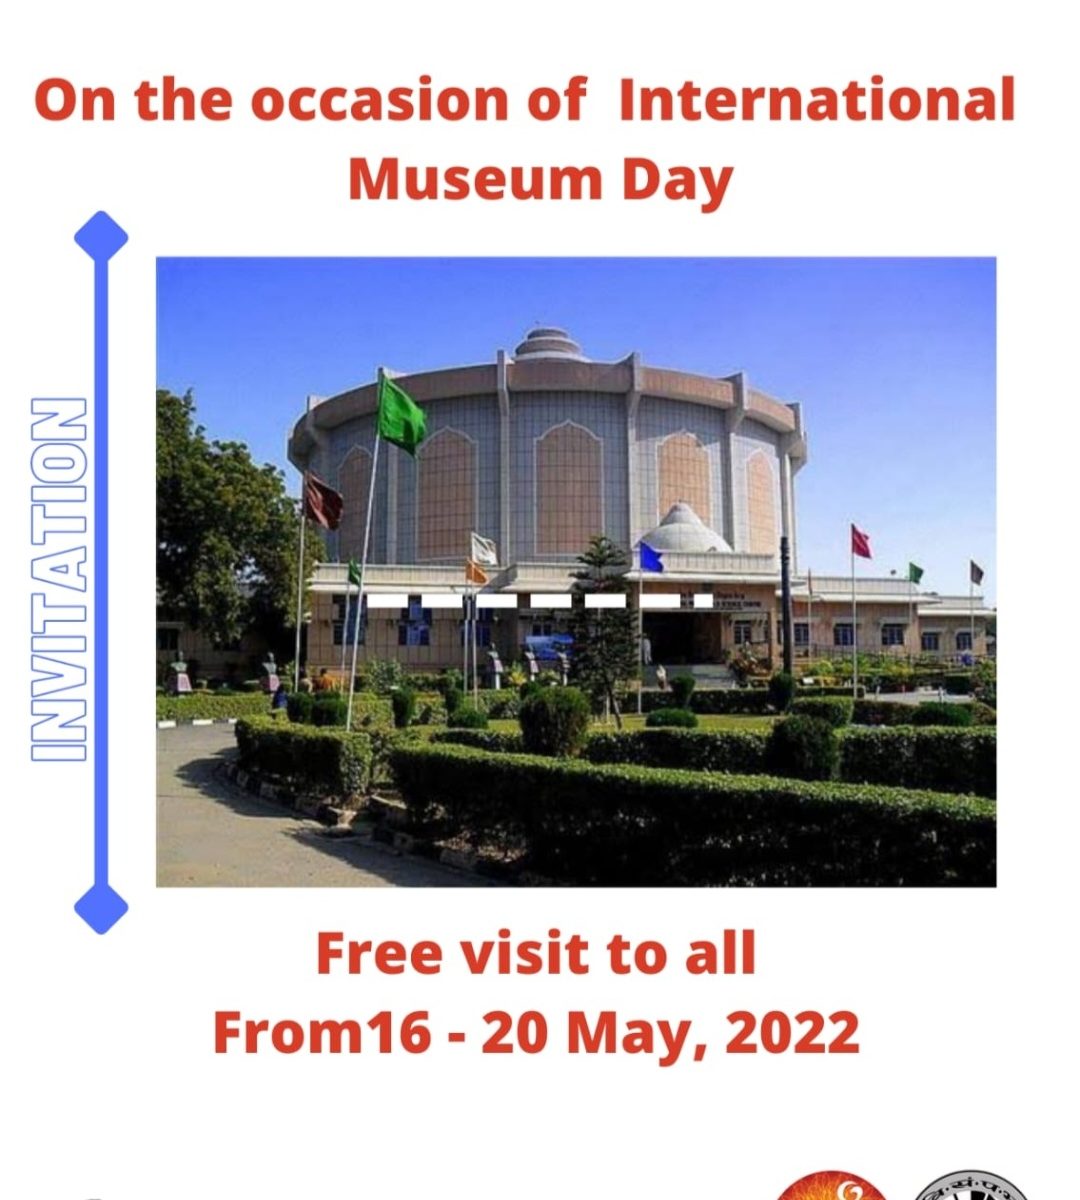 On the occasion of  International
Museum Day
INVITATION
Free visit to all
From16 - 20 May, 2022